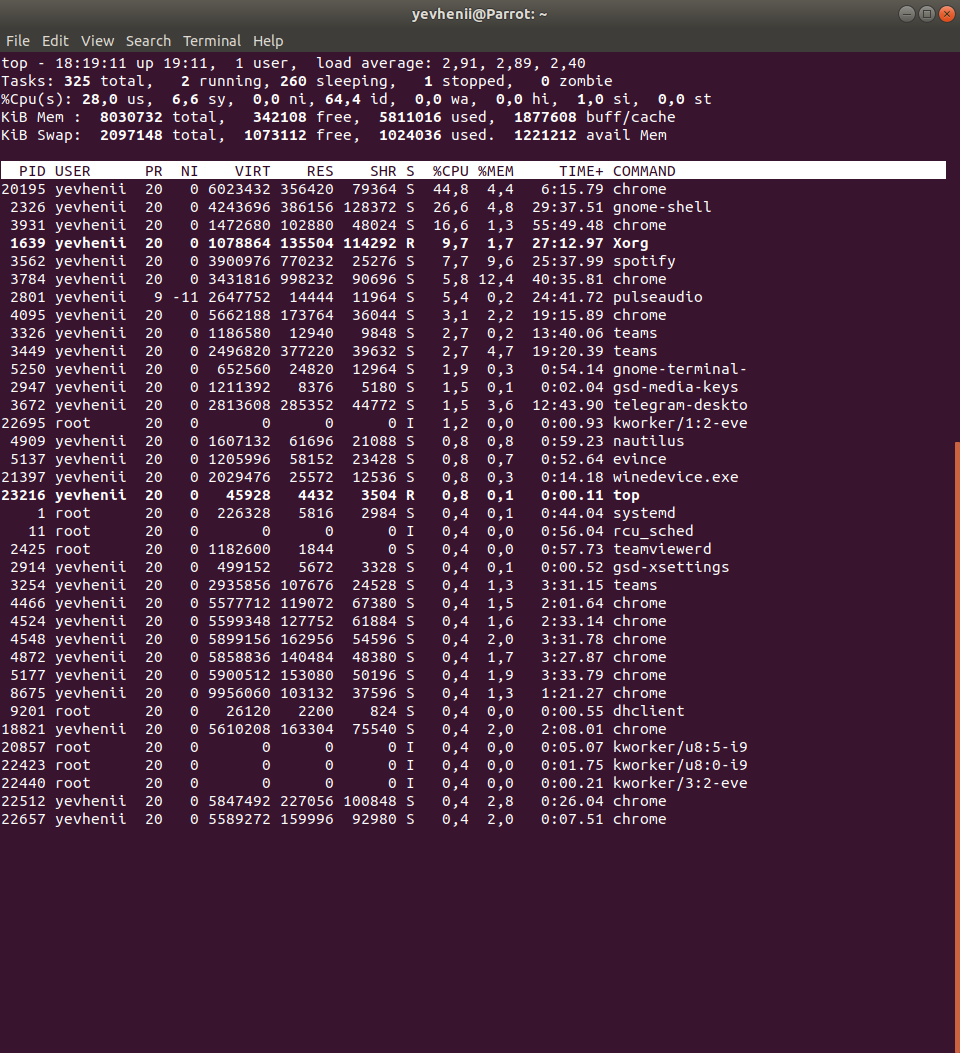 yevhenii@Parrot: ~
File Edit View Search Terminal Help
top - 18:19:11 up 19:11,  1 user,  load average: 2,91, 2,89, 2,40
Tasks: 325 total,   2 running, 260 sleeping,   1 stopped,   0 zombie
%Cpu(s): 28,0 us,  6,6 sy,  0,0 ni, 64,4 id,  0,0 wa,  0,0 hi,  1,0 si,  0,0 st
KiB Mem :  8030732 total,   342108 free,  5811016 used,  1877608 buff/cache
KiB Swap:  2097148 total,  1073112 free,  1024036 used.  1221212 avail Mem
  PID USER      PR  NI    VIRT    RES    SHR S  %CPU %MEM     TIME+ COMMAND
20195 yevhenii  20   0 6023432 356420  79364 S  44,8  4,4   6:15.79 chrome
 2326 yevhenii  20   0 4243696 386156 128372 S  26,6  4,8  29:37.51 gnome-shell
 3931 yevhenii  20   0 1472680 102880  48024 S  16,6  1,3  55:49.48 chrome
 1639 yevhenii  20   0 1078864 135504 114292 R   9,7  1,7  27:12.97 Xorg
 3562 yevhenii  20   0 3900976 770232  25276 S   7,7  9,6  25:37.99 spotify
 3784 yevhenii  20   0 3431816 998232  90696 S   5,8 12,4  40:35.81 chrome
 2801 yevhenii   9 -11 2647752  14444  11964 S   5,4  0,2  24:41.72 pulseaudio
 4095 yevhenii  20   0 5662188 173764  36044 S   3,1  2,2  19:15.89 chrome
 3326 yevhenii  20   0 1186580  12940   9848 S   2,7  0,2  13:40.06 teams
 3449 yevhenii  20   0 2496820 377220  39632 S   2,7  4,7  19:20.39 teams
 5250 yevhenii  20   0  652560  24820  12964 S   1,9  0,3   0:54.14 gnome-terminal-
 2947 yevhenii  20   0 1211392   8376   5180 S   1,5  0,1   0:02.04 gsd-media-keys
 3672 yevhenii  20   0 2813608 285352  44772 S   1,5  3,6  12:43.90 telegram-deskto
22695 root      20   0       0      0      0 I   1,2  0,0   0:00.93 kworker/1:2-eve
 4909 yevhenii  20   0 1607132  61696  21088 S   0,8  0,8   0:59.23 nautilus
 5137 yevhenii  20   0 1205996  58152  23428 S   0,8  0,7   0:52.64 evince
21397 yevhenii  20   0 2029476  25572  12536 S   0,8  0,3   0:14.18 winedevice.exe
23216 yevhenii  20   0   45928   4432   3504 R   0,8  0,1   0:00.11 top
    1 root      20   0  226328   5816   2984 S   0,4  0,1   0:44.04 systemd
   11 root      20   0       0      0      0 I   0,4  0,0   0:56.04 rcu_sched
 2425 root      20   0 1182600   1844      0 S   0,4  0,0   0:57.73 teamviewerd
 2914 yevhenii  20   0  499152   5672   3328 S   0,4  0,1   0:00.52 gsd-xsettings
 3254 yevhenii  20   0 2935856 107676  24528 S   0,4  1,3   3:31.15 teams
 4466 yevhenii  20   0 5577712 119072  67380 S   0,4  1,5   2:01.64 chrome
 4524 yevhenii  20   0 5599348 127752  61884 S   0,4  1,6   2:33.14 chrome
 4548 yevhenii  20   0 5899156 162956  54596 S   0,4  2,0   3:31.78 chrome
 4872 yevhenii  20   0 5858836 140484  48380 S   0,4  1,7   3:27.87 chrome
 5177 yevhenii  20   0 5900512 153080  50196 S   0,4  1,9   3:33.79 chrome
 8675 yevhenii  20   0 9956060 103132  37596 S   0,4  1,3   1:21.27 chrome
 9201 root      20   0   26120   2200    824 S   0,4  0,0   0:00.55 dhclient
18821 yevhenii  20   0 5610208 163304  75540 S   0,4  2,0   2:08.01 chrome
20857 root      20   0       0      0      0 I   0,4  0,0   0:05.07 kworker/u8:5-i9
22423 root      20   0       0      0      0 I   0,4  0,0   0:01.75 kworker/u8:0-i9
22440 root      20   0       0      0      0 I   0,4  0,0   0:00.21 kworker/3:2-eve
22512 yevhenii  20   0 5847492 227056 100848 S   0,4  2,8   0:26.04 chrome
22657 yevhenii  20   0 5589272 159996  92980 S   0,4  2,0   0:07.51 chrome